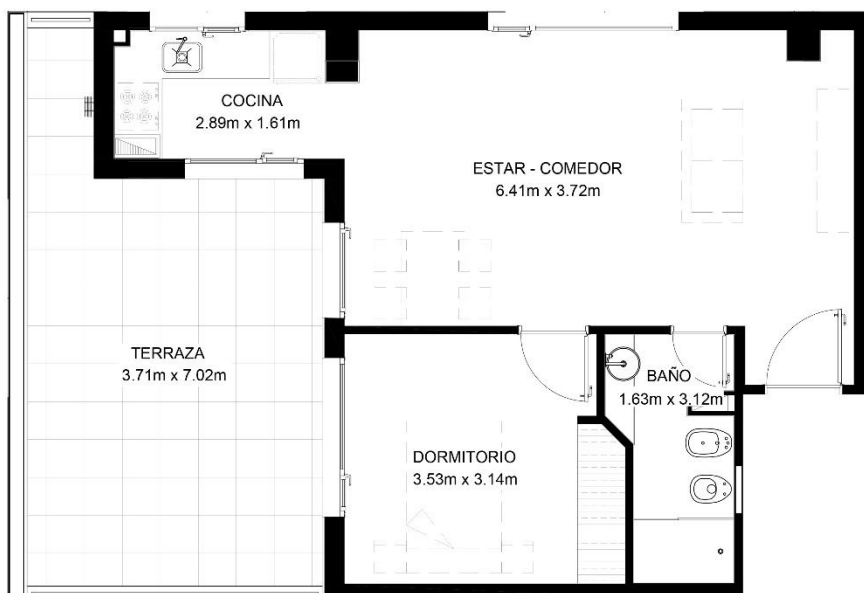 COCINA
2.89m x 1.61m
ESTAR - COMEDOR
6.41m x 3.72m
TERRAZA
3.71m x 7.02m
BAÑO
1.63m x 3.12m
DORMITORIO
3.53m x 3.14m